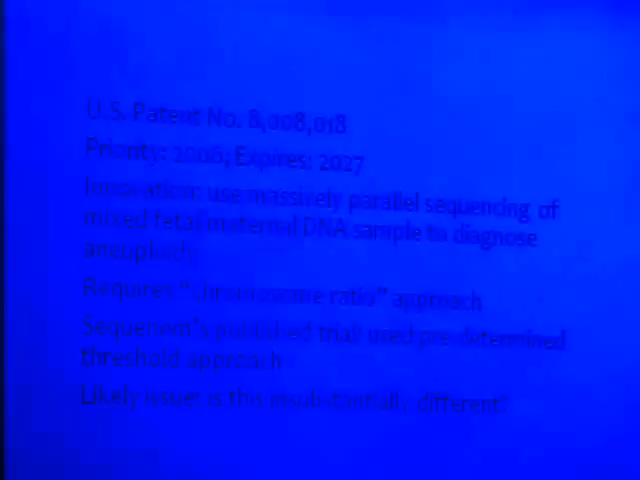 U.S. Patent No. 8,008,018
Priority: 2006; Expires: 2027
Innovation: use massively parallel sequencing of
mixed fetal/maternal DNA sample to diagnose
aneuploidy
Requires "chromosome ratio" approach
Sequenom's published trial used pre-determined
threshold approach
Likely issue: is this insubstantially different?